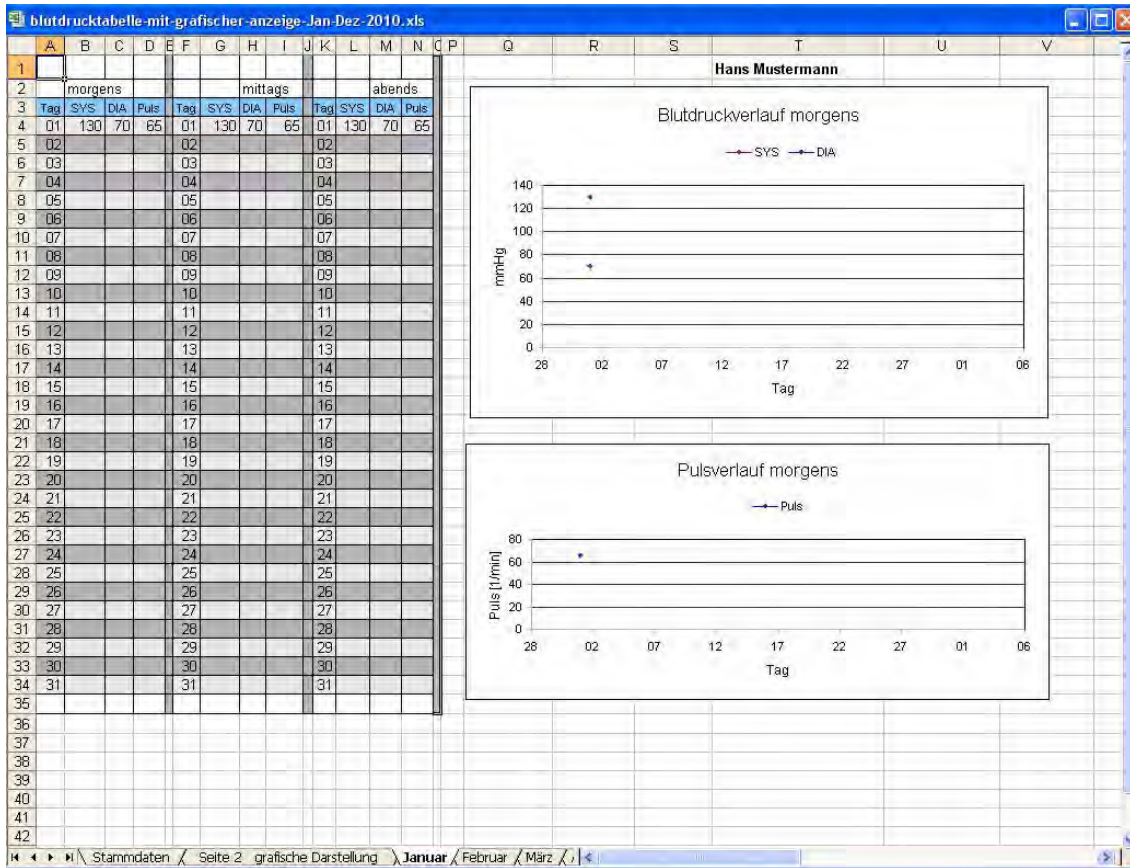 blutdrucktabelle-mit-grafischer-anzeige-Jan-Dez-2010.xls
A B C D E F G H I J K L M N O P Q R S T U V
1 Hans Mustermann
2 morgens mittags abends
3 Tag SYS DIA Puls Tag SYS DIA Puls Tag SYS DIA Puls
4 01 130 70 65 01 130 70 65 01 130 70 65
5 02 02 02
6 03 03 03
7 04 04 04
8 05 05 05
9 06 06 06
10 07 07 07
11 08 08 08
12 09 09 09
13 10 10 10
14 11 11 11
15 12 12 12
16 13 13 13
17 14 14 14
18 15 15 15
19 16 16 16
20 17 17 17
21 18 18 18
22 19 19 19
23 20 20 20
24 21 21 21
25 22 22 22
26 23 23 23
27 24 24 24
28 25 25 25
29 26 26 26
30 27 27 27
31 28 28 28
32 29 29 29
33 30 30 30
34 31 31 31
35
36
37
38
39
40
41
42
Blutdruckverlauf morgens
SYS DIA
mmHg
140
120
100
80
60
40
20
0
28 02 07 12 17 22 27 01 06
Tag
Pulsverlauf morgens
Puls
Puls [1/min]
80
60
40
20
0
28 02 07 12 17 22 27 01 06
Tag
Stammdaten Seite 2 grafische Darstellung Januar Februar März